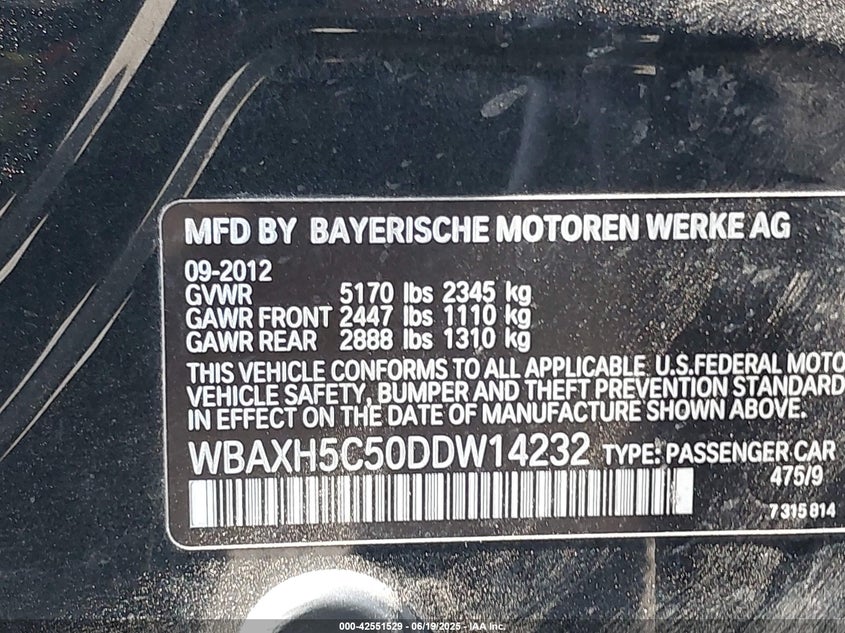 MFD BY BAYERISCHE MOTOREN WERKE AG
09-2012
GVWR 5170 lbs 2345 kg
GAWR FRONT 2447 lbs 1110 kg
GAWR REAR 2888 lbs 1310 kg
THIS VEHICLE CONFORMS TO ALL APPLICABLE U.S.FEDERAL MOTO
VEHICLE SAFETY, BUMPER AND THEFT PREVENTION STANDARD
IN EFFECT ON THE DATE OF MANUFACTURE SHOWN ABOVE.
WBAXH5C50DDW14232 TYPE: PASSENGER CAR
475/9
7 315 814
000-42551529 - 06/19/2025 - IAA Inc.